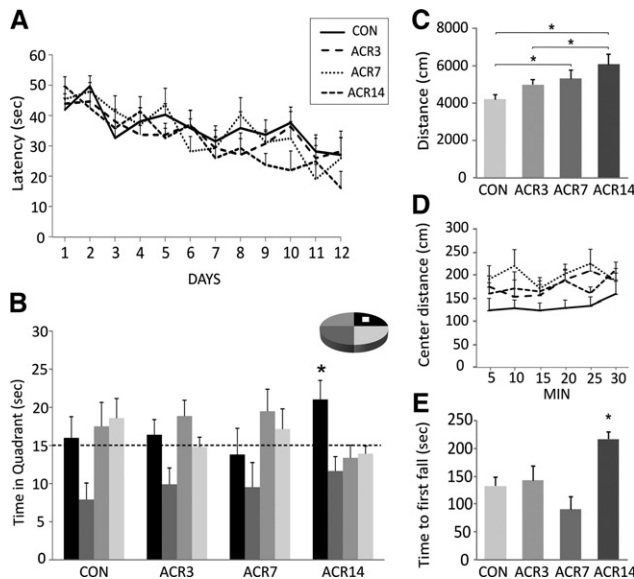 A
60
50
40
30
20
10
0
Latency (sec)
1 2 3 4 5 6 7 8 9 10 11 12
DAYS
CON
ACR3
ACR7
ACR14
B
30
25
20
15
10
5
0
Time in Quadrant (sec)
*
CON ACR3 ACR7 ACR14
C
8000
6000
4000
2000
0
Distance (cm)
*
*
*
CON ACR3 ACR7 ACR14
D
300
250
200
150
100
50
0
Center distance (cm)
5 10 15 20 25 30
MIN
E
250
200
150
100
50
0
Time to first fall (sec)
*
CON ACR3 ACR7 ACR14